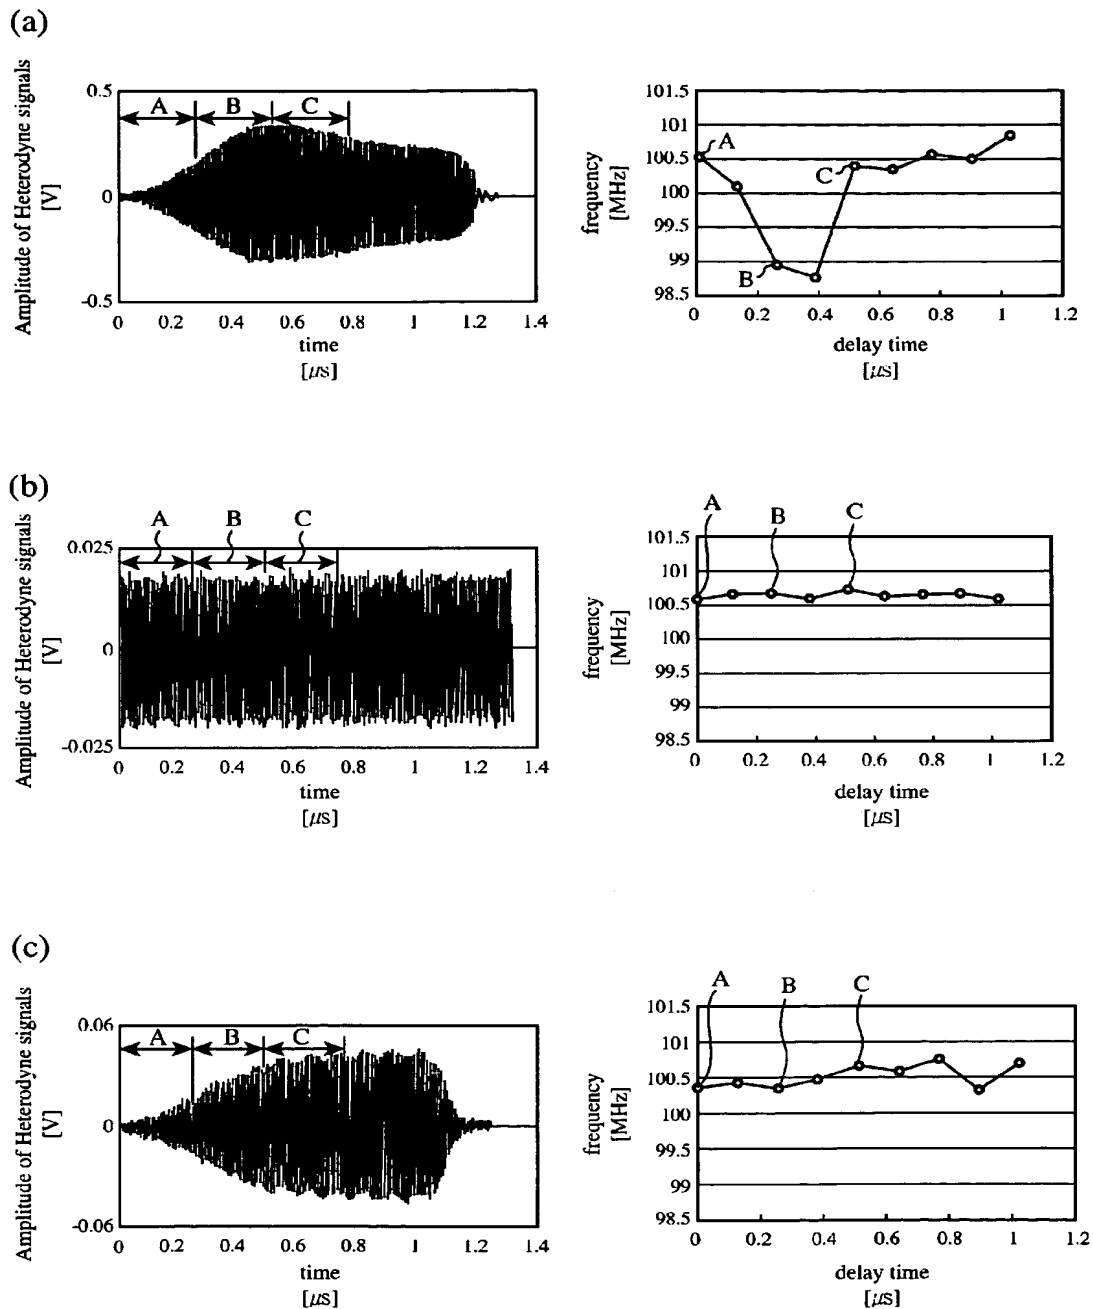 (a)
Amplitude of Heterodyne signals
[V]
0.5
0
-0.5
A B C
0 0.2 0.4 0.6 0.8 1 1.2 1.4
time
[μs]
frequency
[MHz]
101.5
101
100.5
100
99.5
99
98.5
A
B
C
0 0.2 0.4 0.6 0.8 1 1.2
delay time
[μs]
(b)
Amplitude of Heterodyne signals
[V]
0.025
0
-0.025
A B C
0 0.2 0.4 0.6 0.8 1 1.2 1.4
time
[μs]
frequency
[MHz]
101.5
101
100.5
100
99.5
99
98.5
A B C
0 0.2 0.4 0.6 0.8 1 1.2
delay time
[μs]
(c)
Amplitude of Heterodyne signals
[V]
0.06
0
-0.06
A B C
0 0.2 0.4 0.6 0.8 1 1.2 1.4
time
[μs]
frequency
[MHz]
101.5
101
100.5
100
99.5
99
98.5
A B C
0 0.2 0.4 0.6 0.8 1 1.2
delay time
[μs]